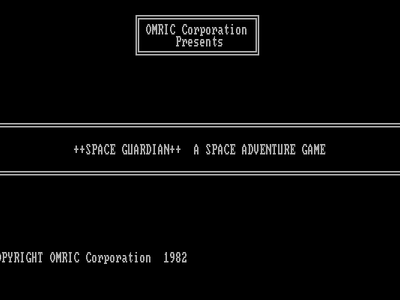 OMRIC Corporation
Presents
++SPACE GUARDIAN++ A SPACE ADVENTURE GAME
OPYRIGHT OMRIC Corporation 1982